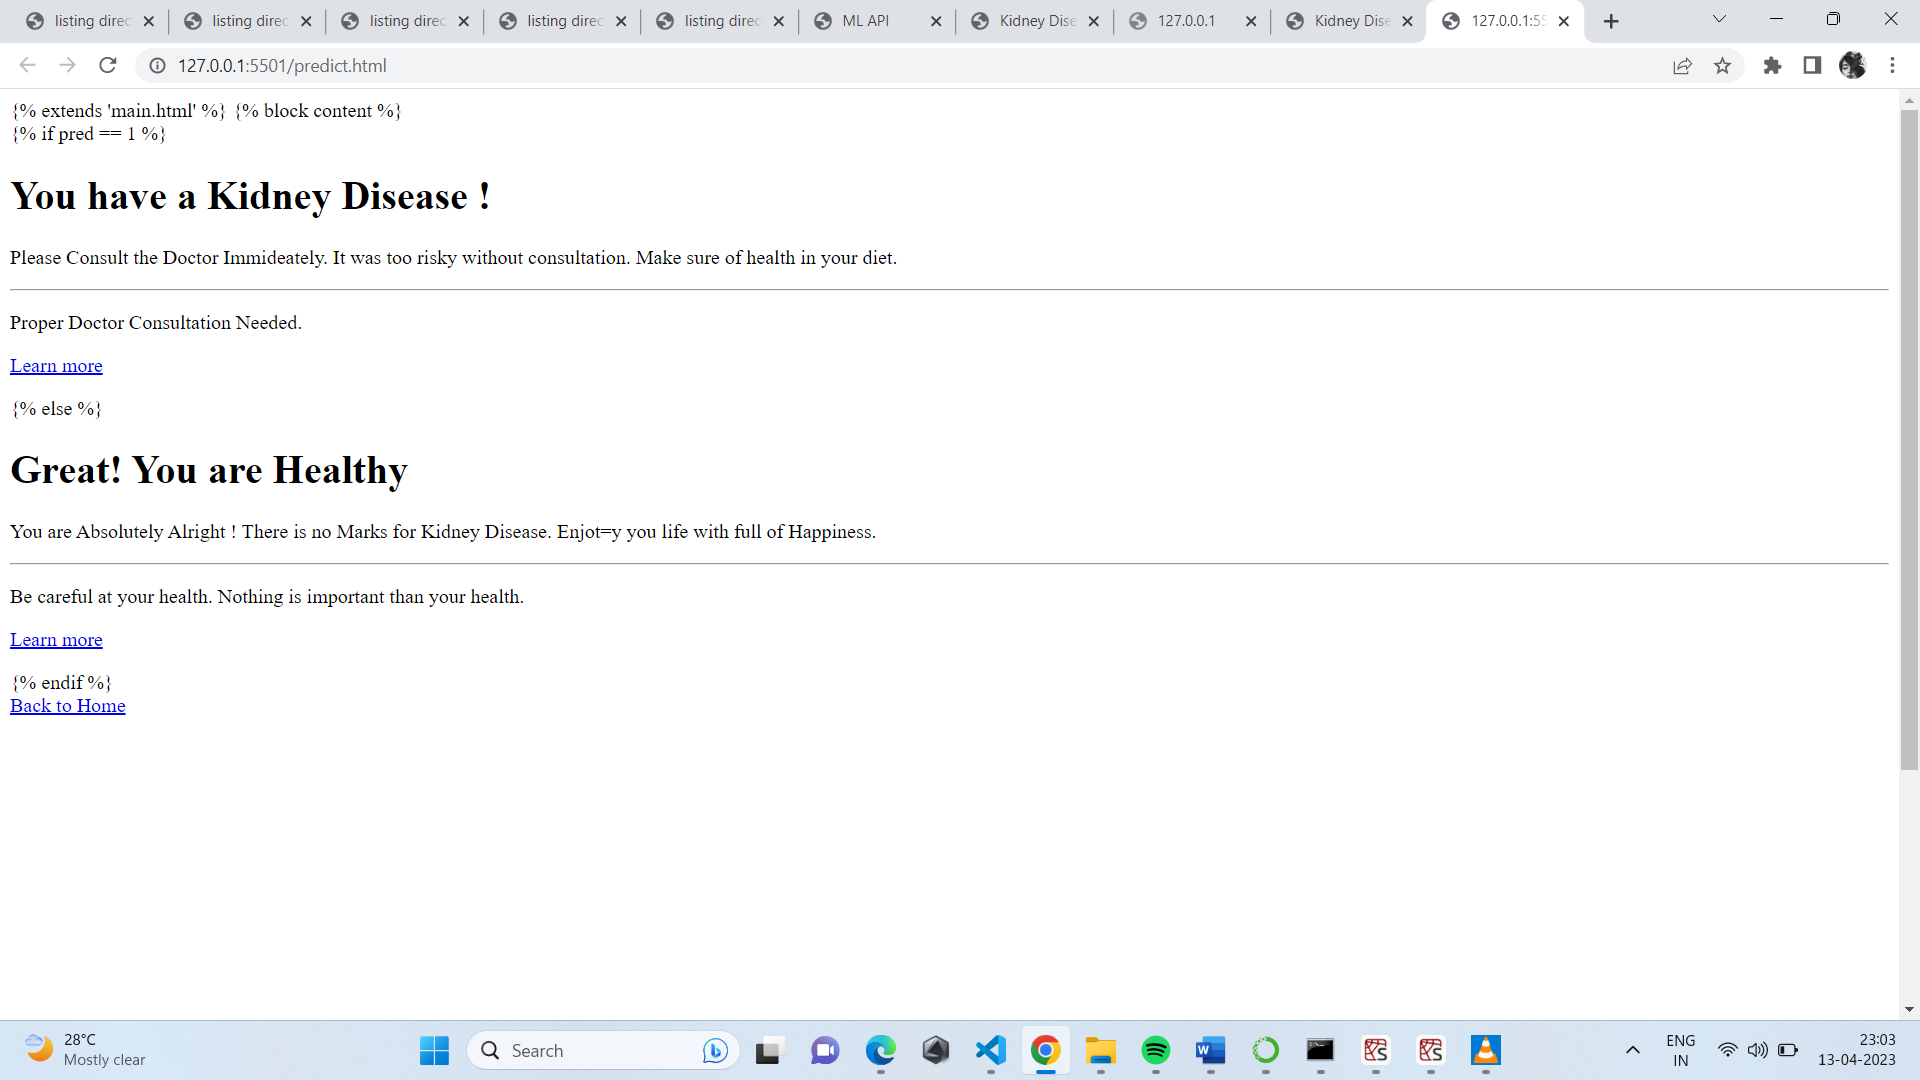 listing direc
listing direc
listing direc
listing direc
listing direc
ML API
Kidney Dise
127.0.0.1
Kidney Dise
127.0.0.1:55
127.0.0.1:5501/predict.html
{% extends 'main.html' %} {% block content %}
{% if pred == 1 %}
You have a Kidney Disease !
Please Consult the Doctor Immideately. It was too risky without consultation. Make sure of health in your diet.
Proper Doctor Consultation Needed.
Learn more
{% else %}
Great! You are Healthy
You are Absolutely Alright ! There is no Marks for Kidney Disease. Enjot=y you life with full of Happiness.
Be careful at your health. Nothing is important than your health.
Learn more
{% endif %}
Back to Home
28°C
Mostly clear
Search
ENG
IN
23:03
13-04-2023